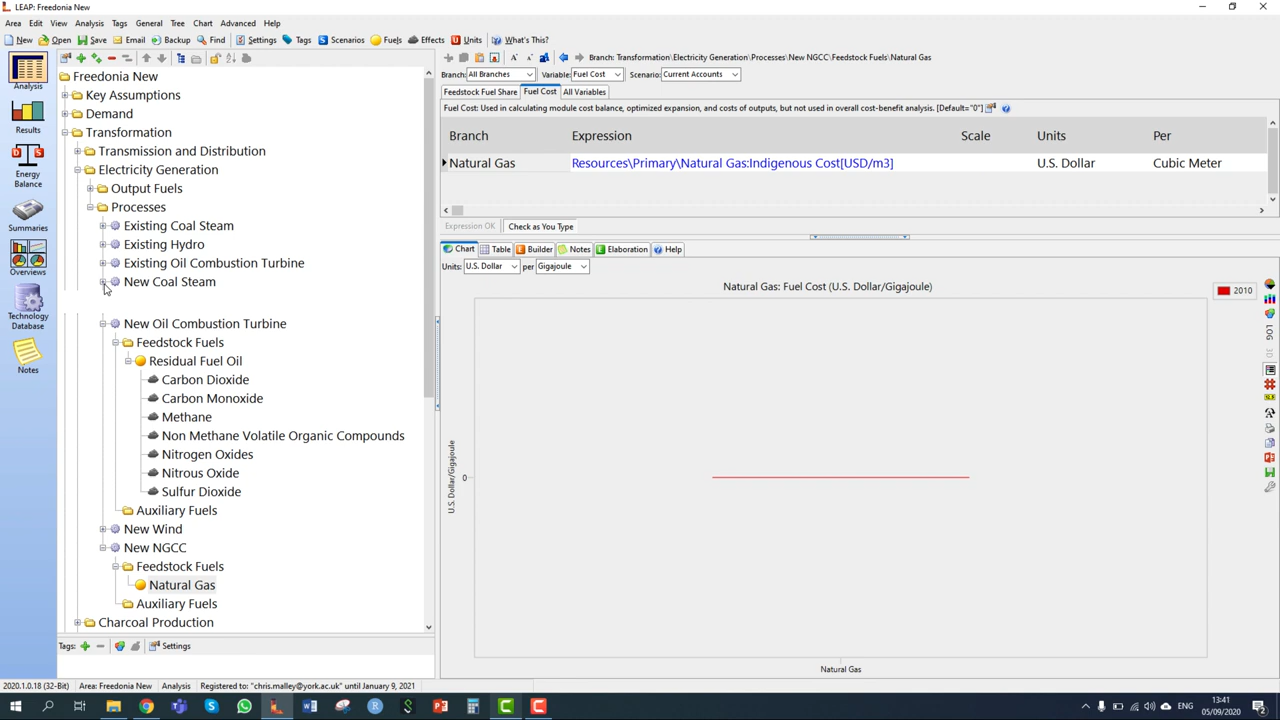 LEAP: Freedonia New
Area Edit View Analysis Tags General Tree Chart Advanced Help
New Open Save Email Backup Find Settings Tags Scenarios Fuels Effects Units What's This?
Analysis
Results
Energy
Balance
Summaries
Overviews
Technology
Database
Notes
Freedonia New
Key Assumptions
Demand
Transformation
Transmission and Distribution
Electricity Generation
Output Fuels
Processes
Existing Coal Steam
Existing Hydro
Existing Oil Combustion Turbine
New Coal Steam
New Oil Combustion Turbine
Feedstock Fuels
Residual Fuel Oil
Carbon Dioxide
Carbon Monoxide
Methane
Non Methane Volatile Organic Compounds
Nitrogen Oxides
Nitrous Oxide
Sulfur Dioxide
Auxiliary Fuels
New Wind
New NGCC
Feedstock Fuels
Natural Gas
Auxiliary Fuels
Charcoal Production
Tags: Settings
Branch: Transformation\Electricity Generation\Processes\New NGCC\Feedstock Fuels\Natural Gas
Branch: All Branches Variable: Fuel Cost Scenario: Current Accounts
Feedstock Fuel Share Fuel Cost All Variables
Fuel Cost: Used in calculating module cost balance, optimized expansion, and costs of outputs, but not used in overall cost-benefit analysis. [Default="0"]
Branch Expression Scale Units Per
Natural Gas Resources\Primary\Natural Gas:Indigenous Cost[USD/m3] U.S. Dollar Cubic Meter
Expression OK Check as You Type
Chart Table Builder Notes Elaboration Help
Units: U.S. Dollar per Gigajoule
Natural Gas: Fuel Cost (U.S. Dollar/Gigajoule)
2010
LOG
U.S. Dollar/Gigajoule
0
Natural Gas
2020.1.0.18 (32-Bit) Area: Freedonia New Analysis Registered to: "chris.malley@york.ac.uk" until January 9, 2021
ENG
13:41
05/09/2020
2